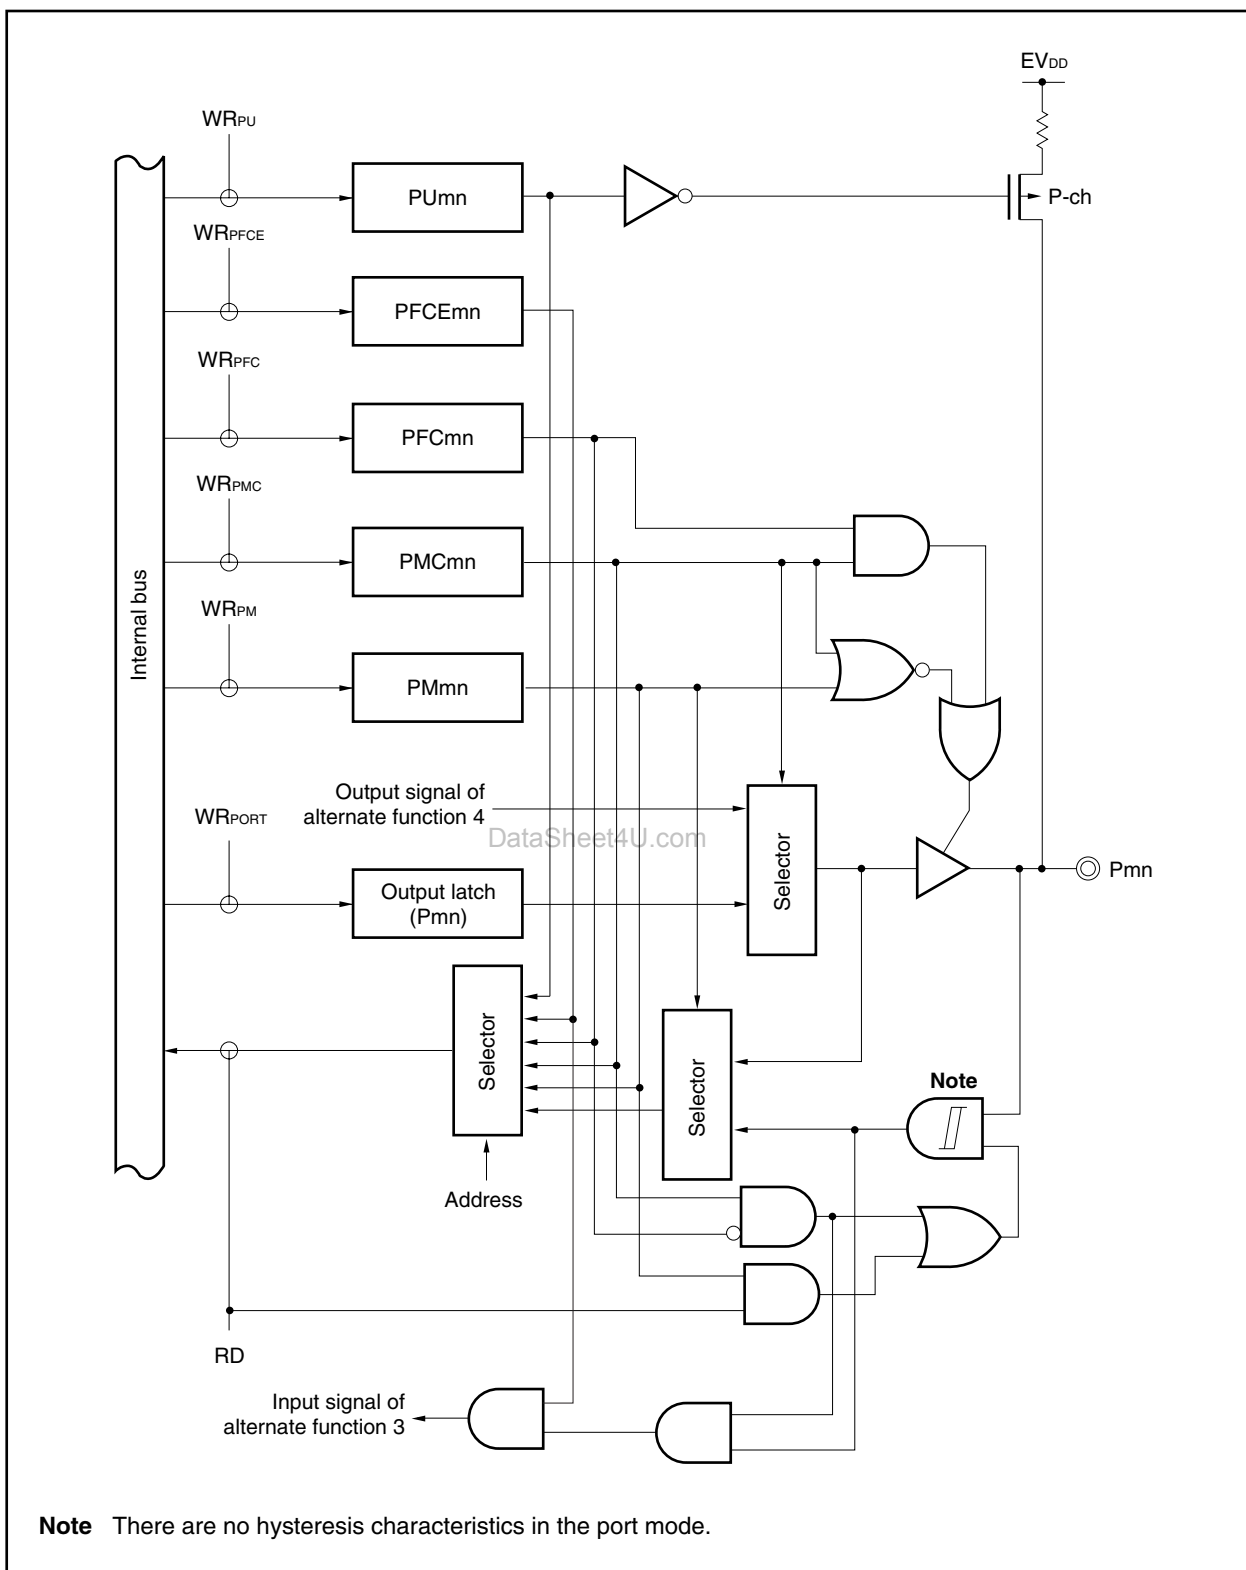 EVDD
WRPU
PUmn
P-ch
WRPFCE
PFCEmn
WRPFC
PFCmn
WRPMC
PMCmn
Internal bus
WRPM
PMmn
Output signal of
alternate function 4
DataSheet4U.com
WRPORT
Output latch
(Pmn)
Selector
Pmn
Selector
Selector
Note
Address
RD
Input signal of
alternate function 3
Note There are no hysteresis characteristics in the port mode.